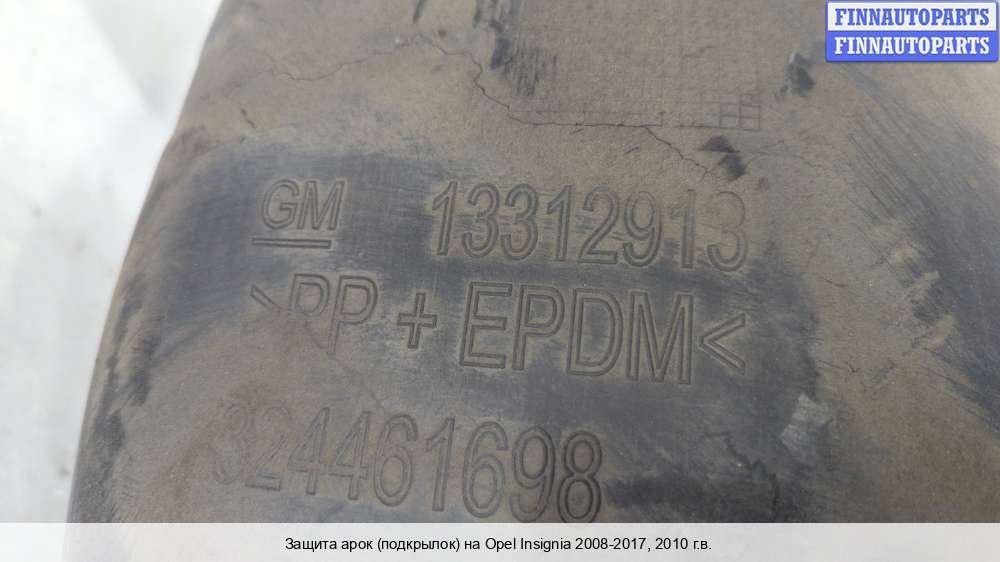 FINNAUTOPARTS
FINNAUTOPARTS
GM 13312913
>PP + EPDM<
324461698
Защита арок (подкрылок) на Opel Insignia 2008-2017, 2010 г.в.